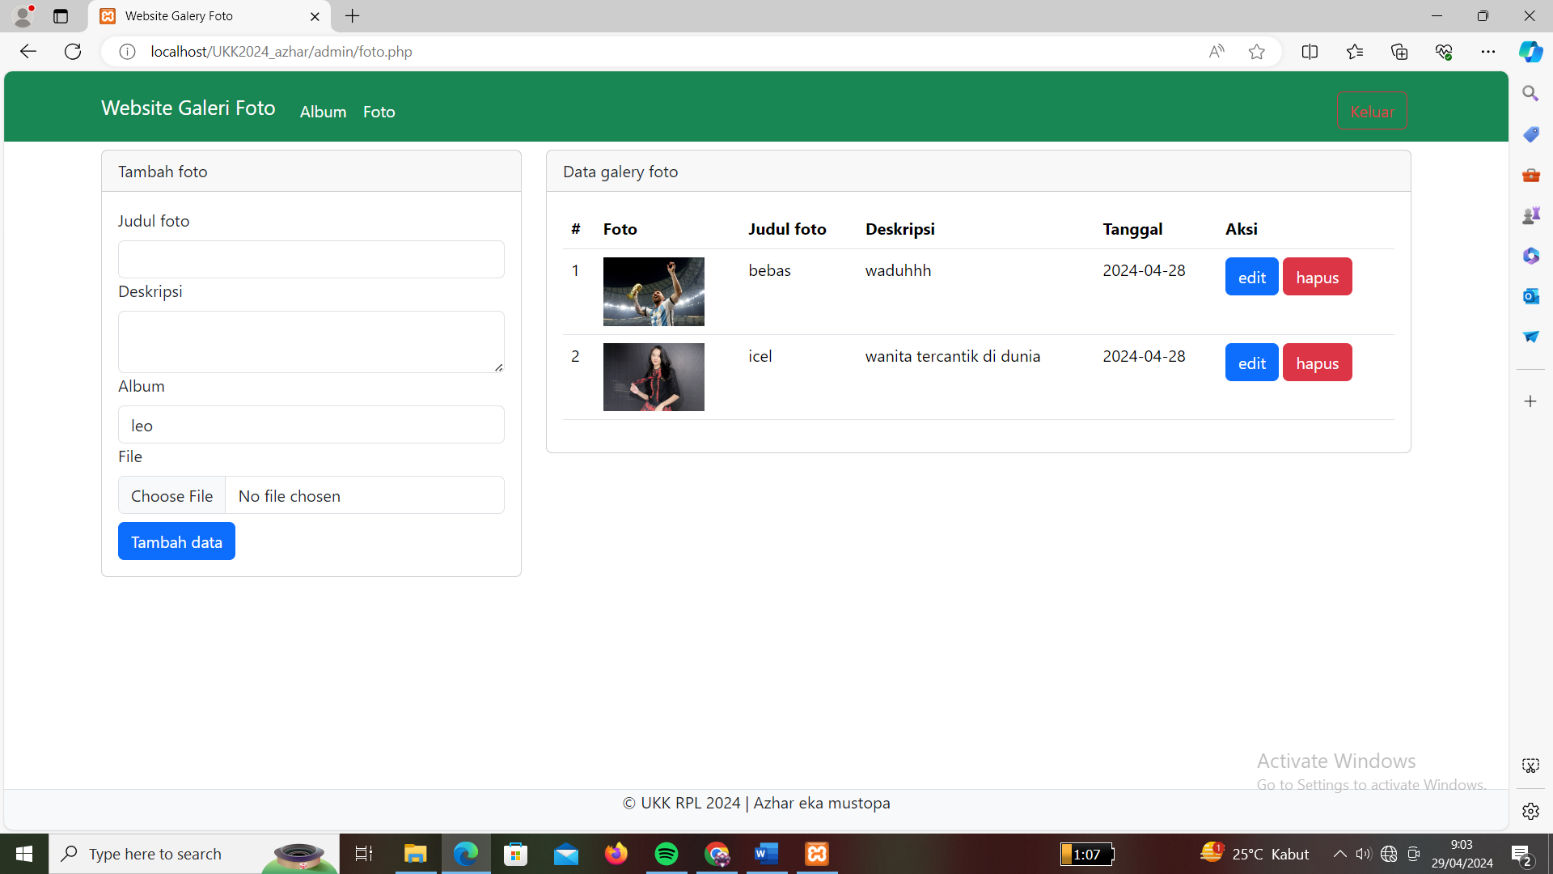 Website Galery Foto
localhost/UKK2024_azhar/admin/foto.php
Website Galeri Foto Album Foto Keluar
Tambah foto
Judul foto
Deskripsi
Album
leo
File
Choose File No file chosen
Tambah data
Data galery foto
# Foto Judul foto Deskripsi Tanggal Aksi
1 bebas waduhhh 2024-04-28 edit hapus
2 icel wanita tercantik di dunia 2024-04-28 edit hapus
Activate Windows
Go to Settings to activate Windows.
© UKK RPL 2024 | Azhar eka mustopa
Type here to search
1:07
1
25°C Kabut
9:03
29/04/2024
2